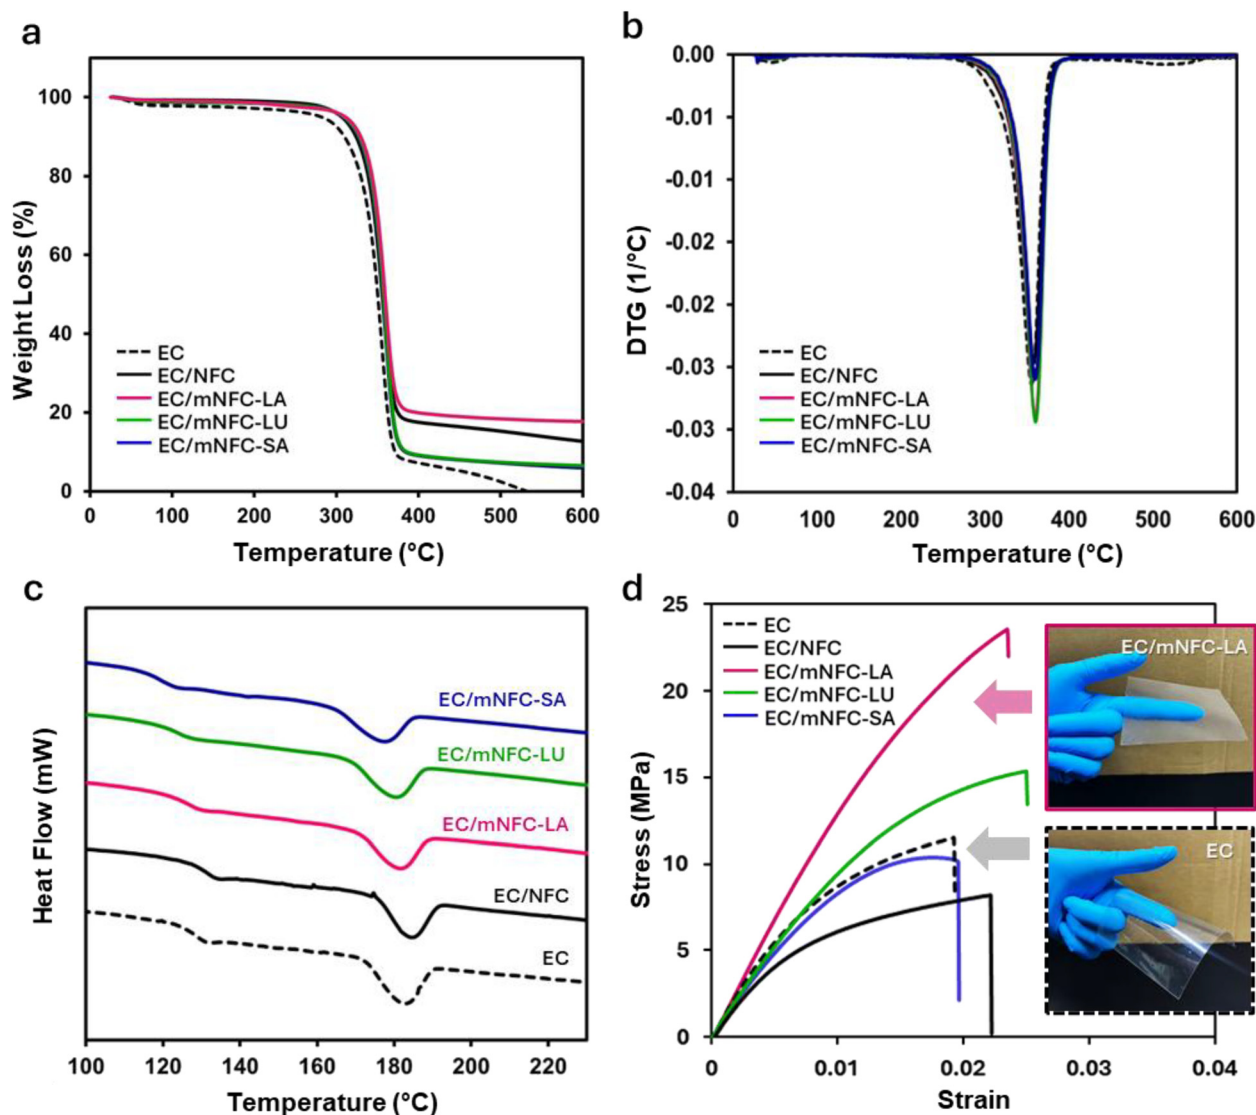 a
100
80
60
40
20
0
Weight Loss (%)
EC
EC/NFC
EC/mNFC-LA
EC/mNFC-LU
EC/mNFC-SA
0 100 200 300 400 500 600
Temperature (°C)
b
0.00
-0.01
-0.01
-0.02
-0.02
-0.03
-0.03
-0.04
DTG (1/°C)
EC
EC/NFC
EC/mNFC-LA
EC/mNFC-LU
EC/mNFC-SA
0 100 200 300 400 500 600
Temperature (°C)
c
Heat Flow (mW)
EC/mNFC-SA
EC/mNFC-LU
EC/mNFC-LA
EC/NFC
EC
100 120 140 160 180 200 220
Temperature (°C)
d
25
20
15
10
5
0
Stress (MPa)
EC
EC/NFC
EC/mNFC-LA
EC/mNFC-LU
EC/mNFC-SA
EC/mNFC-LA
EC
0 0.01 0.02 0.03 0.04
Strain